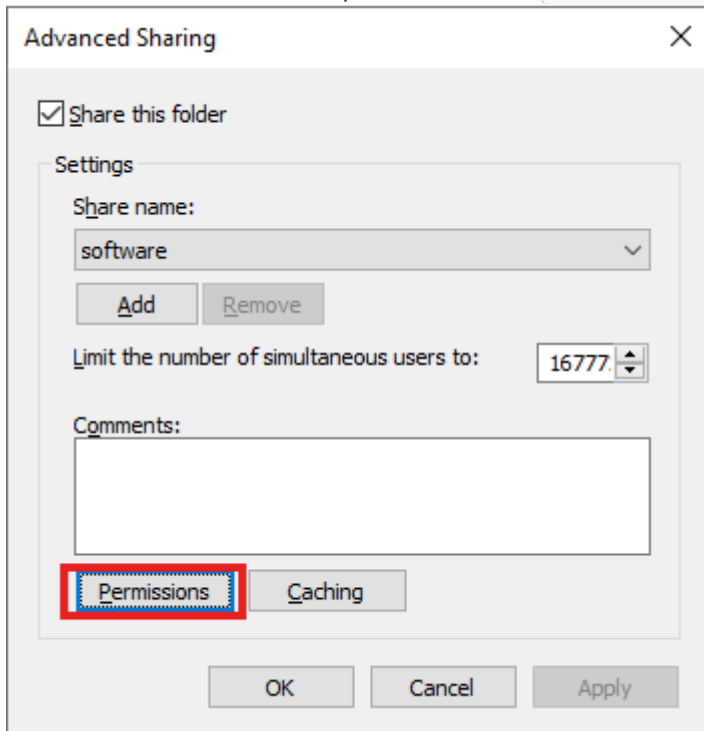 Advanced Sharing
Share this folder
Settings
Share name:
software
Add Remove
Limit the number of simultaneous users to:
16777
Comments:
Permissions Caching
OK Cancel Apply